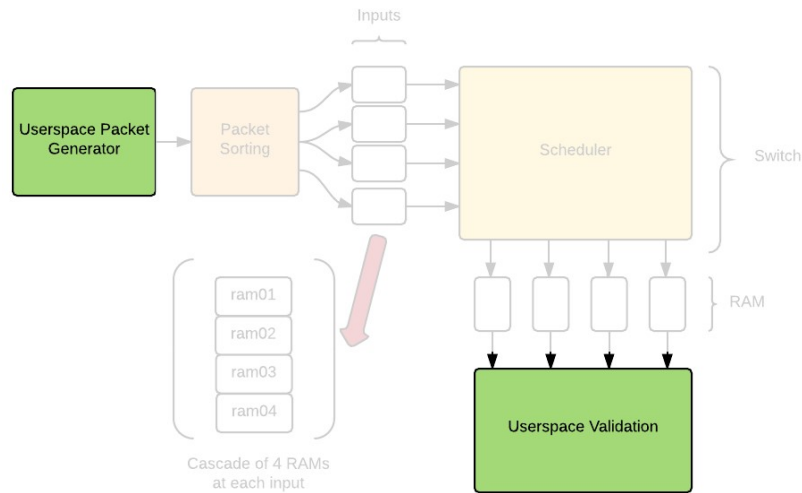 Inputs
Userspace Packet
Generator
Packet
Sorting
Scheduler
Switch
ram01
ram02
ram03
ram04
RAM
Cascade of 4 RAMs
at each input
Userspace Validation